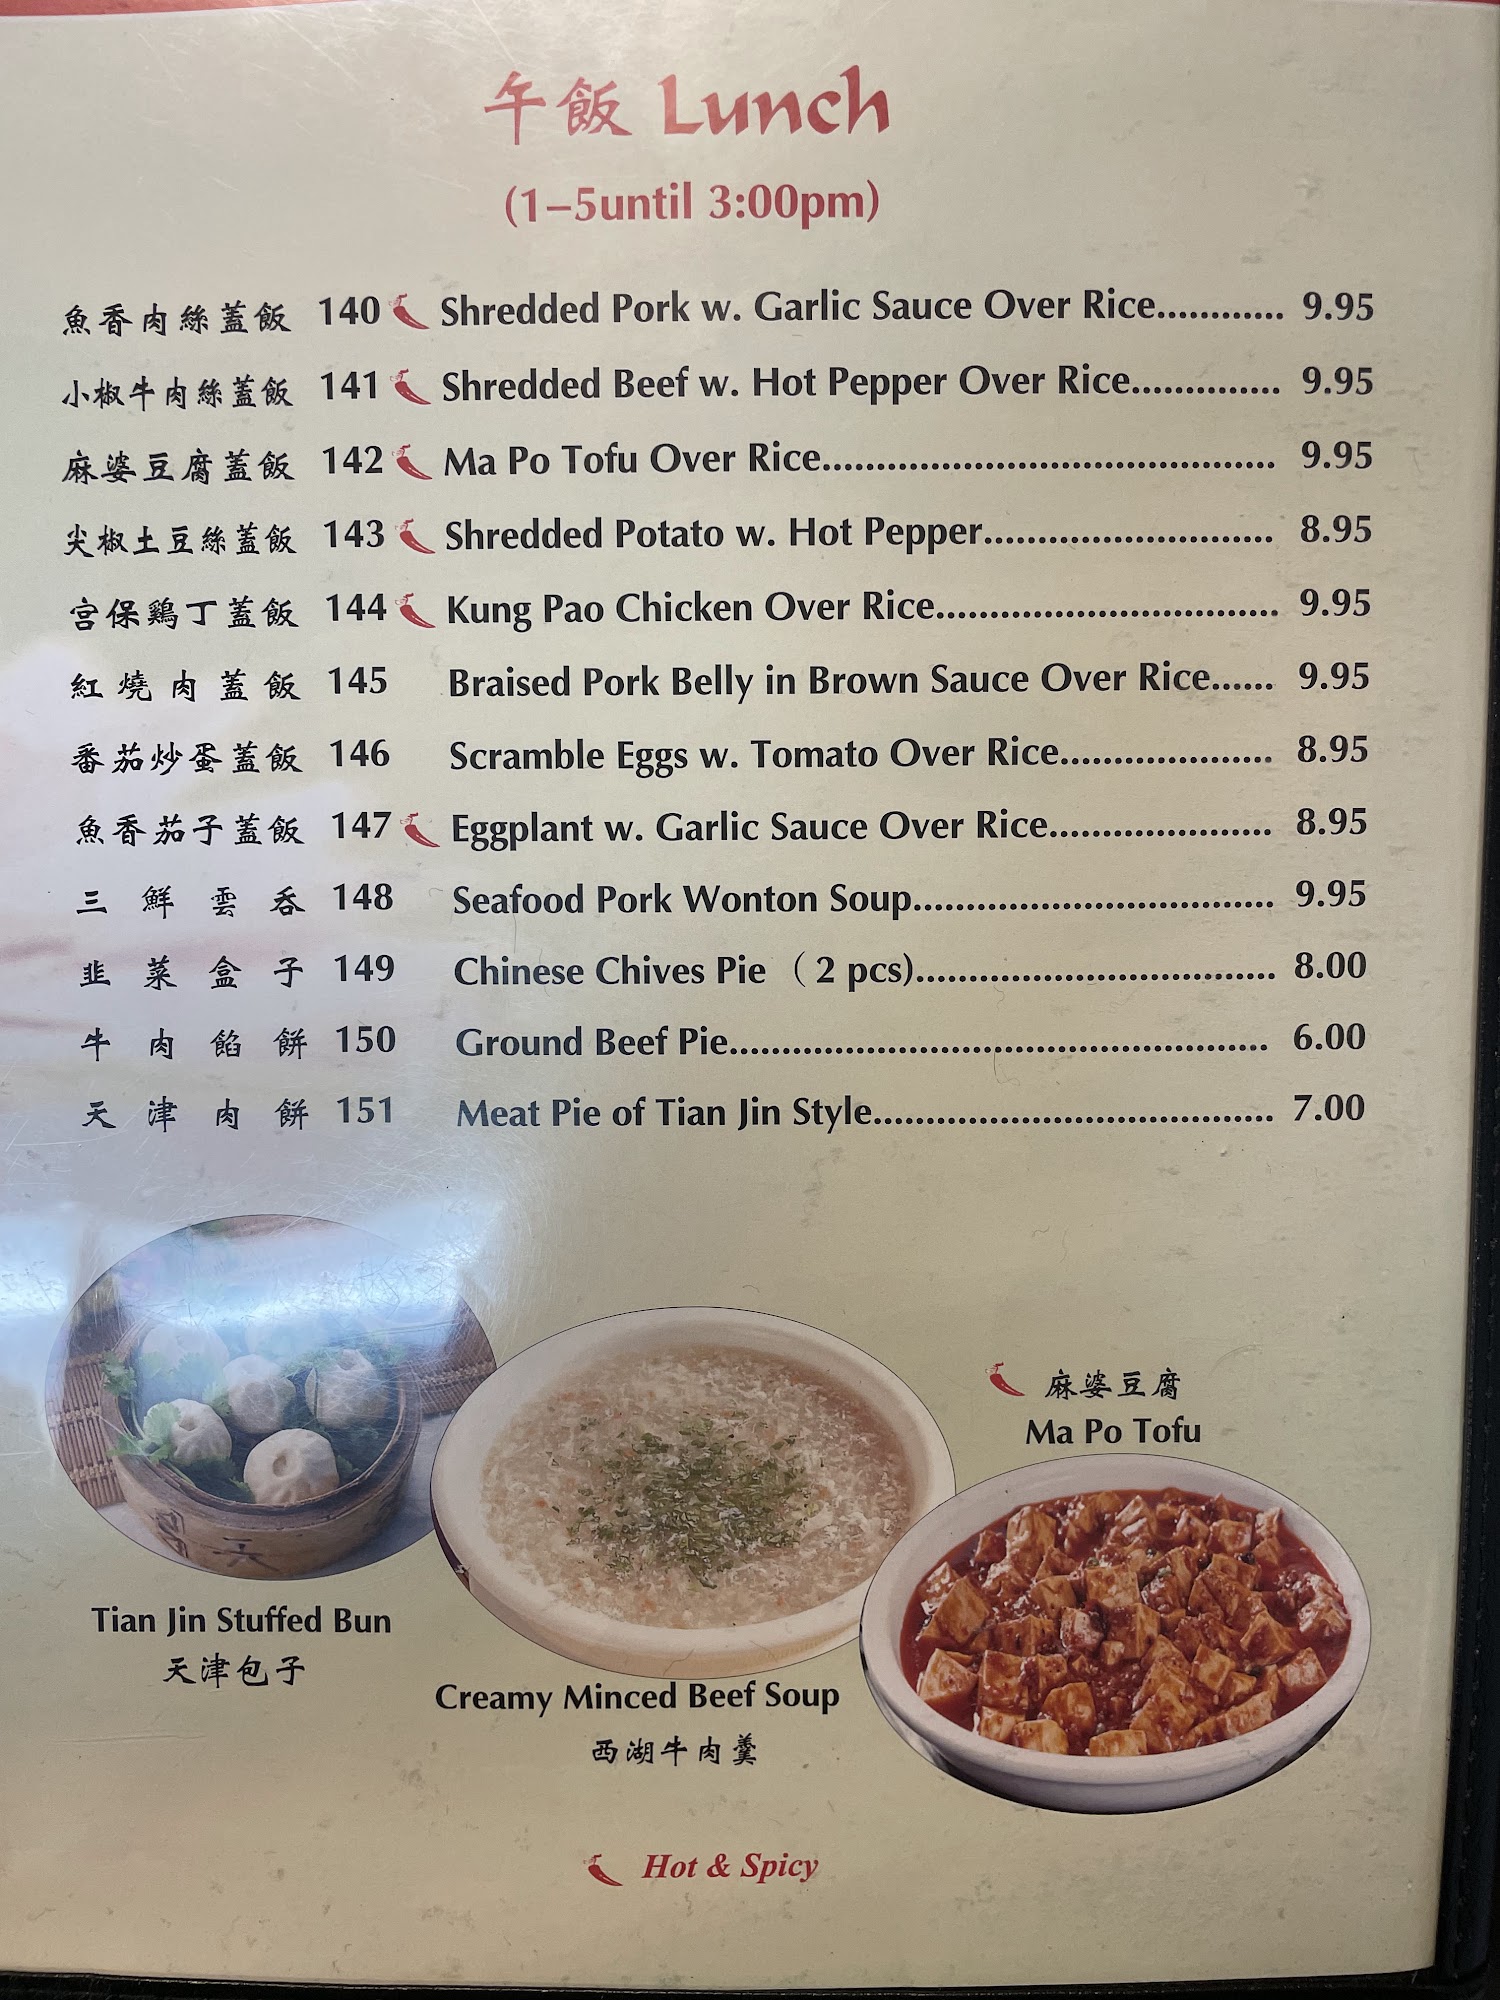 午飯 Lunch
(1–5until 3:00pm)
魚香肉絲蓋飯 140 Shredded Pork w. Garlic Sauce Over Rice............ 9.95
小椒牛肉絲蓋飯 141 Shredded Beef w. Hot Pepper Over Rice.............. 9.95
麻婆豆腐蓋飯 142 Ma Po Tofu Over Rice.......................................... 9.95
尖椒土豆絲蓋飯 143 Shredded Potato w. Hot Pepper........................... 8.95
宮保鷄丁蓋飯 144 Kung Pao Chicken Over Rice................................ 9.95
紅燒肉蓋飯 145 Braised Pork Belly in Brown Sauce Over Rice...... 9.95
番茄炒蛋蓋飯 146 Scramble Eggs w. Tomato Over Rice.................... 8.95
魚香茄子蓋飯 147 Eggplant w. Garlic Sauce Over Rice..................... 8.95
三鮮雲吞 148 Seafood Pork Wonton Soup.................................. 9.95
韭菜盒子 149 Chinese Chives Pie （2 pcs).................................. 8.00
牛肉餡餅 150 Ground Beef Pie................................................... 6.00
天津肉餅 151 Meat Pie of Tian Jin Style...................................... 7.00
麻婆豆腐
Ma Po Tofu
天
Tian Jin Stuffed Bun
天津包子
Creamy Minced Beef Soup
西湖牛肉羹
Hot & Spicy